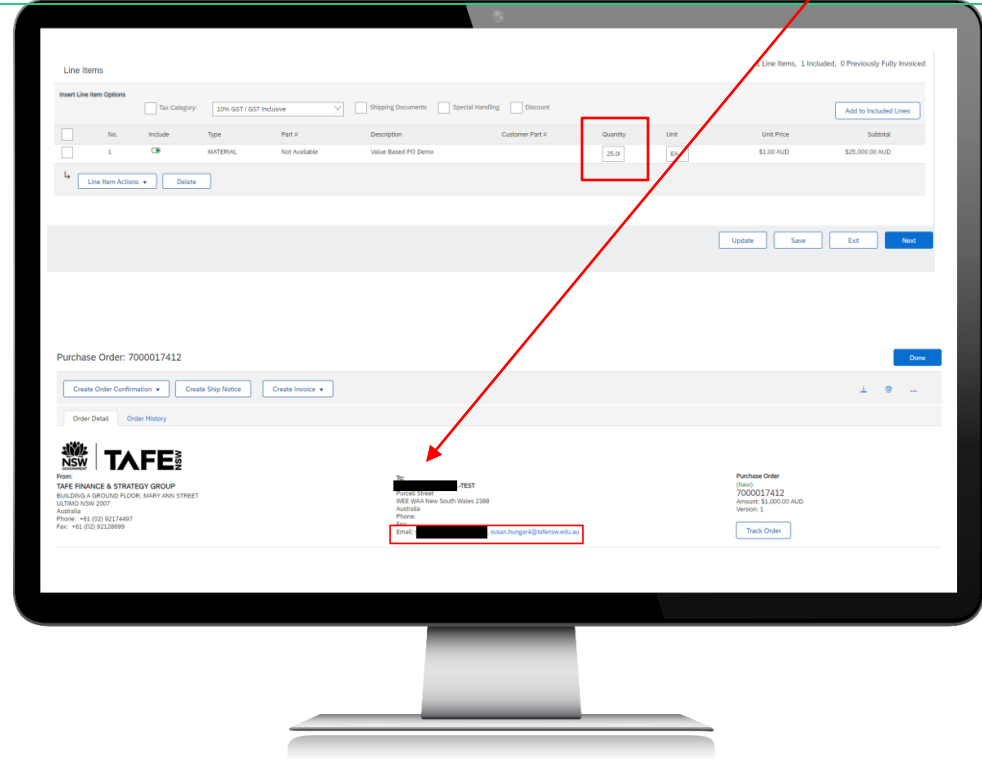 Line Items
Line Items, 1 Included, 0 Previously Fully Invoiced
Insert Line Item Options
Tax Category: 10% GST / GST Inclusive Shipping Documents Special Handling Discount
Add to Included Lines
No. Include Type Part # Description Customer Part # Quantity Unit Unit Price Subtotal
1 MATERIAL Not Available Value Based PO Demo 25,0 EA $1.00 AUD $25,000.00 AUD
Line Item Actions Delete
Update Save Exit Next
Purchase Order: 7000017412
Done
Create Order Confirmation Create Ship Notice Create Invoice
...
Order Detail Order History
NSW GOVERNMENT TAFE NSW
From:
TAFE FINANCE & STRATEGY GROUP
BUILDING A GROUND FLOOR, MARY ANN STREET
ULTIMO NSW 2007
Australia
Phone: +61 (02) 92174497
Fax: +61 (02) 92128699
To:
-TEST
Purcell Street
WEE WAA New South Wales 2388
Australia
Phone:
Fax:
Email: susan.hungar4@tafensw.edu.au
Purchase Order
(New)
7000017412
Amount: $1,000.00 AUD
Version: 1
Track Order